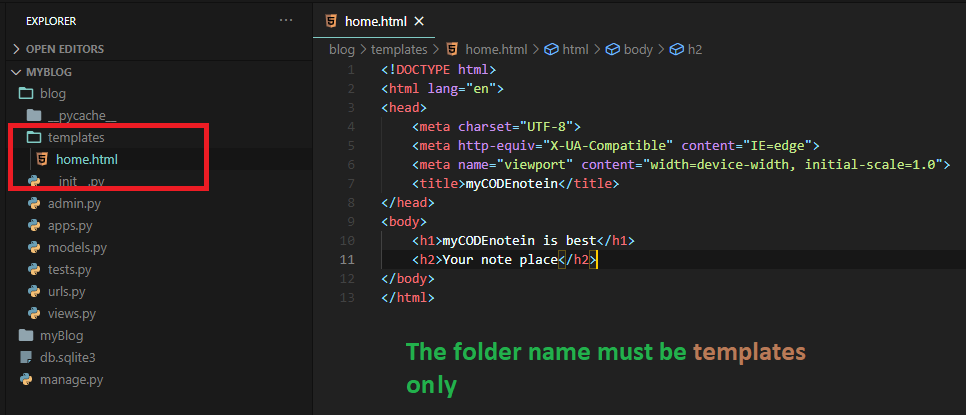 EXPLORER
...
OPEN EDITORS
MYBLOG
blog
__pycache__
templates
home.html
__init__.py
admin.py
apps.py
models.py
tests.py
urls.py
views.py
myBlog
db.sqlite3
manage.py
home.html
blog > templates > home.html > html > body > h2
1 <!DOCTYPE html>
2 <html lang="en">
3 <head>
4 <meta charset="UTF-8">
5 <meta http-equiv="X-UA-Compatible" content="IE=edge">
6 <meta name="viewport" content="width=device-width, initial-scale=1.0">
7 <title>myCODEnotein</title>
8 </head>
9 <body>
10 <h1>myCODEnotein is best</h1>
11 <h2>Your note place</h2>
12 </body>
13 </html>
The folder name must be templates
only